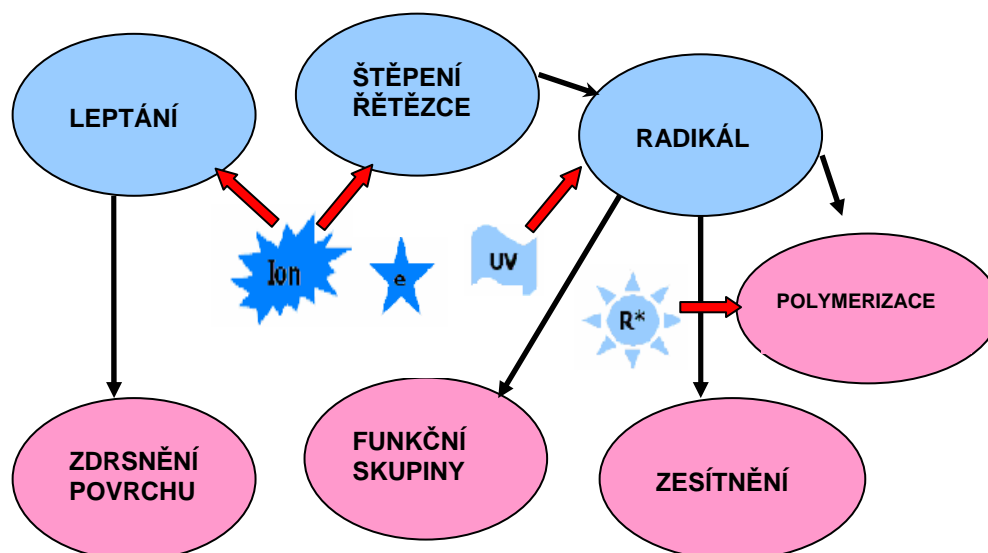 LEPTÁNÍ
ŠTĚPENÍ
ŘĚTĚZCE
RADIKÁL
Ion
e
UV
R*
POLYMERIZACE
ZDRSNĚNÍ
POVRCHU
FUNKČNÍ
SKUPINY
ZESÍTNĚNÍ